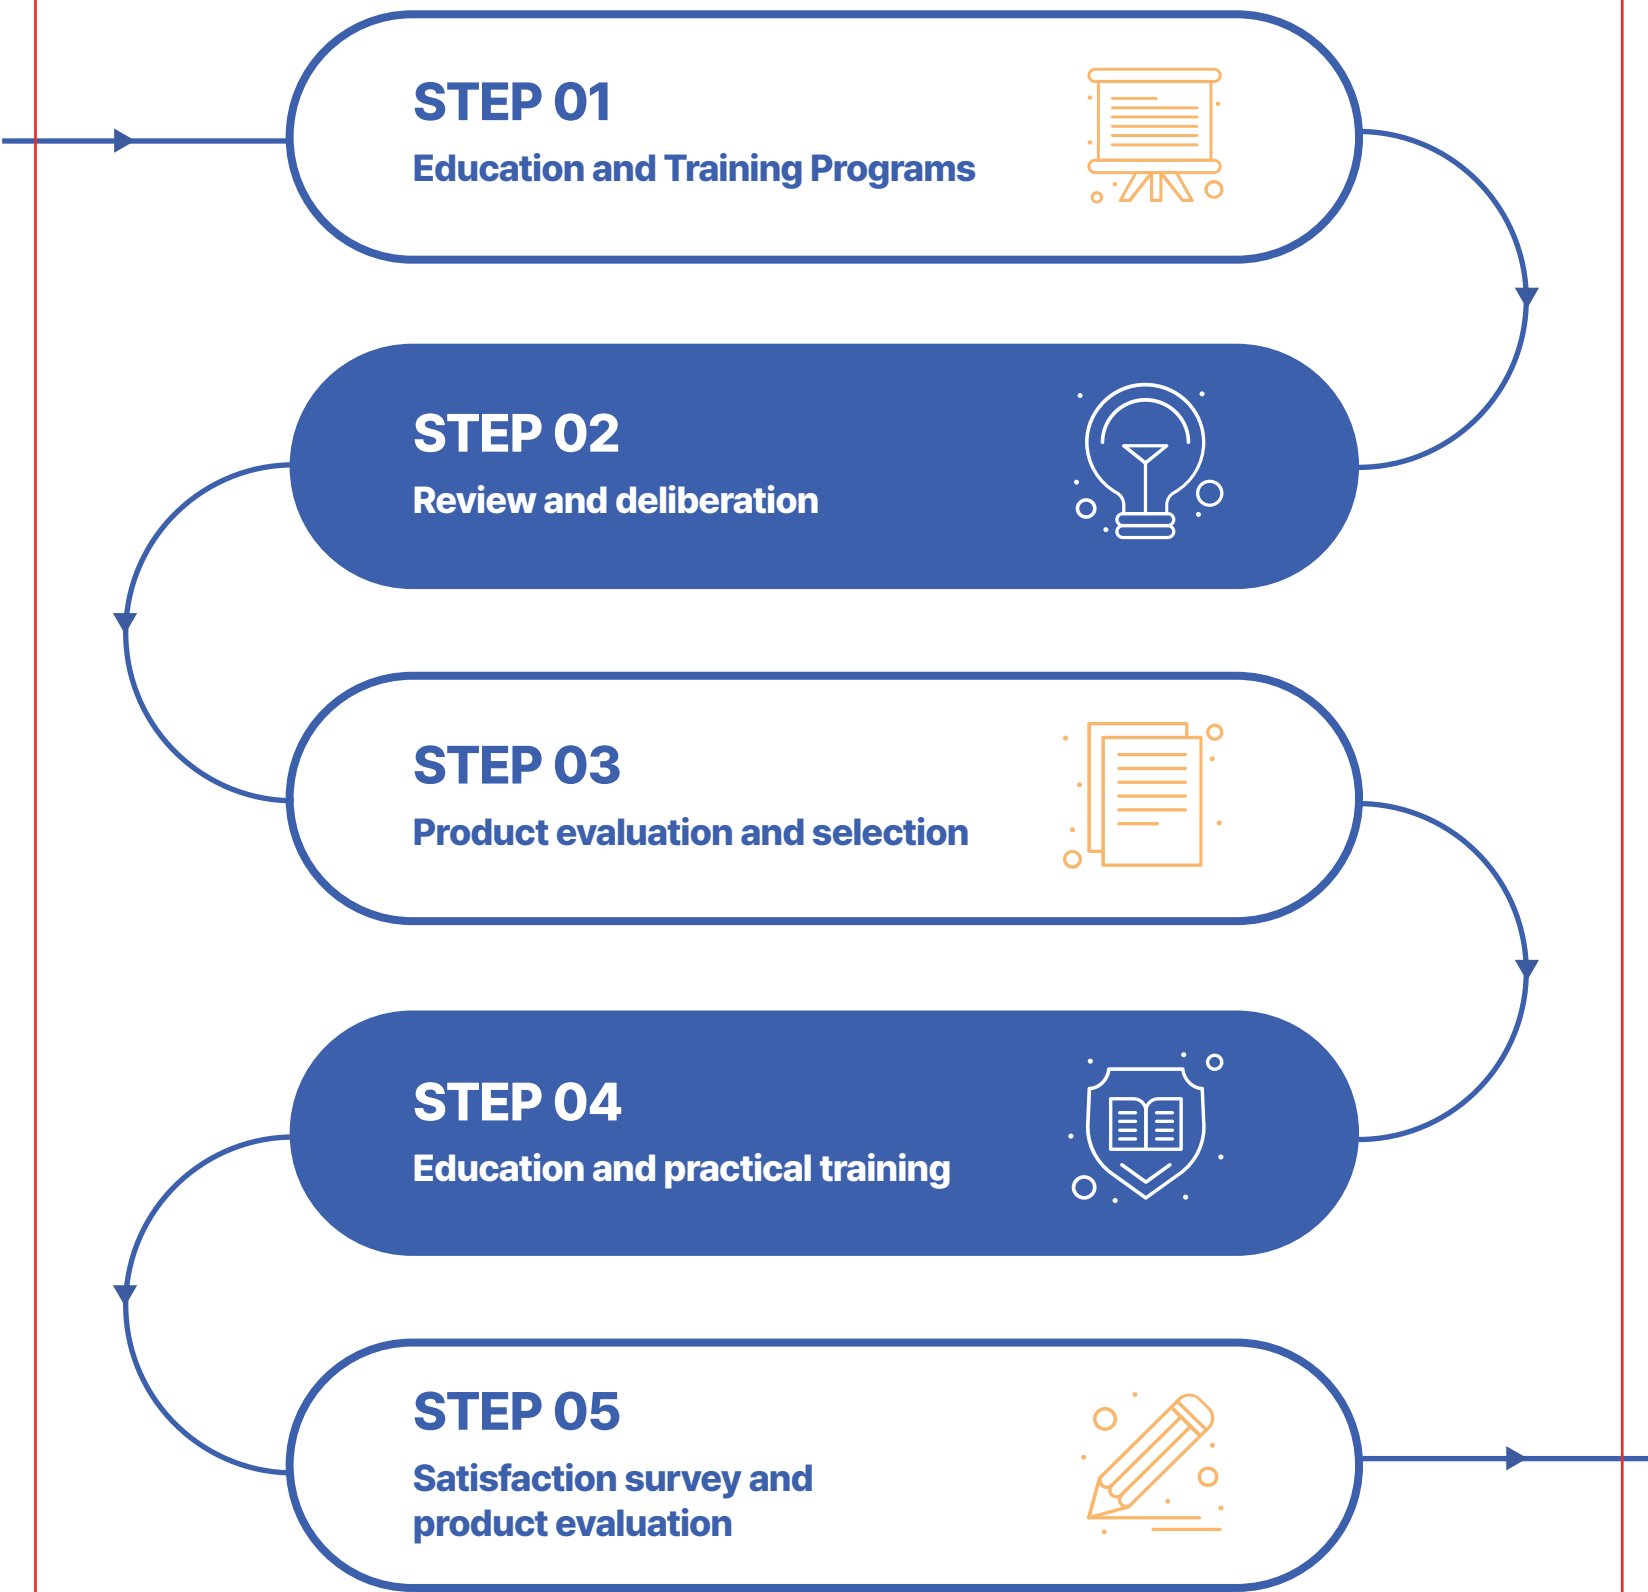 STEP 01
Education and Training Programs
STEP 02
Review and deliberation
STEP 03
Product evaluation and selection
STEP 04
Education and practical training
STEP 05
Satisfaction survey and
product evaluation